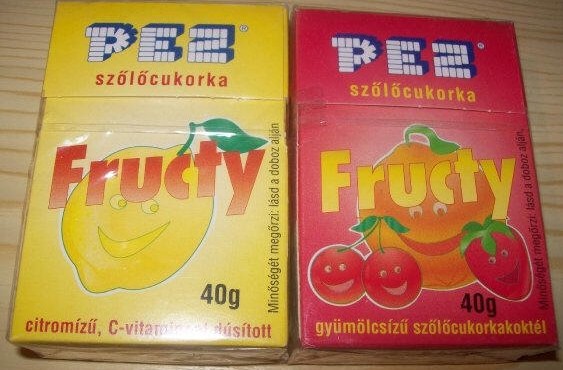 PEZ®
szőlőcukorka
Fructy
40g
citromízű, C-vitaminnal dúsított
Minőségét megőrzi: lásd a doboz alján
PEZ®
szőlőcukorka
Fructy
40g
gyümölcsízű szőlőcukorkakoktél
Minőségét megőrzi: lásd a doboz alján.